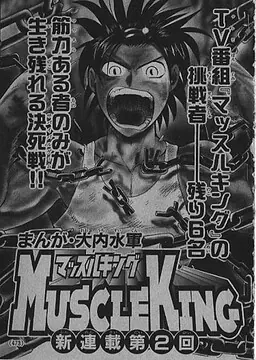 TV番組『マッスルキング』の
挑戦者――残り6名
筋力ある者のみが
生き残れる決死戦!!
まんが・大内水軍
マッスルキング
MUSCLEKING
新連載第2回